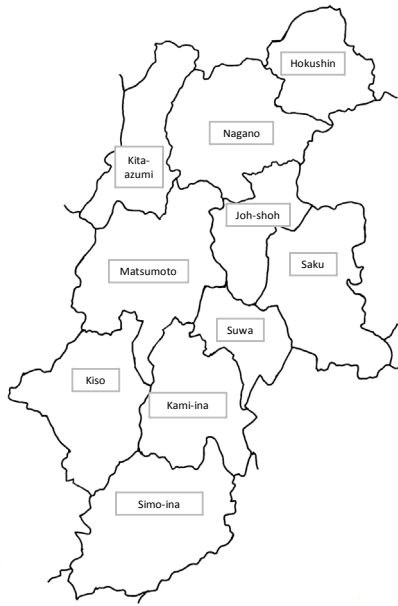 Hokushin
Nagano
Kita-
azumi
Joh-shoh
Matsumoto
Saku
Suwa
Kiso
Kami-ina
Simo-ina